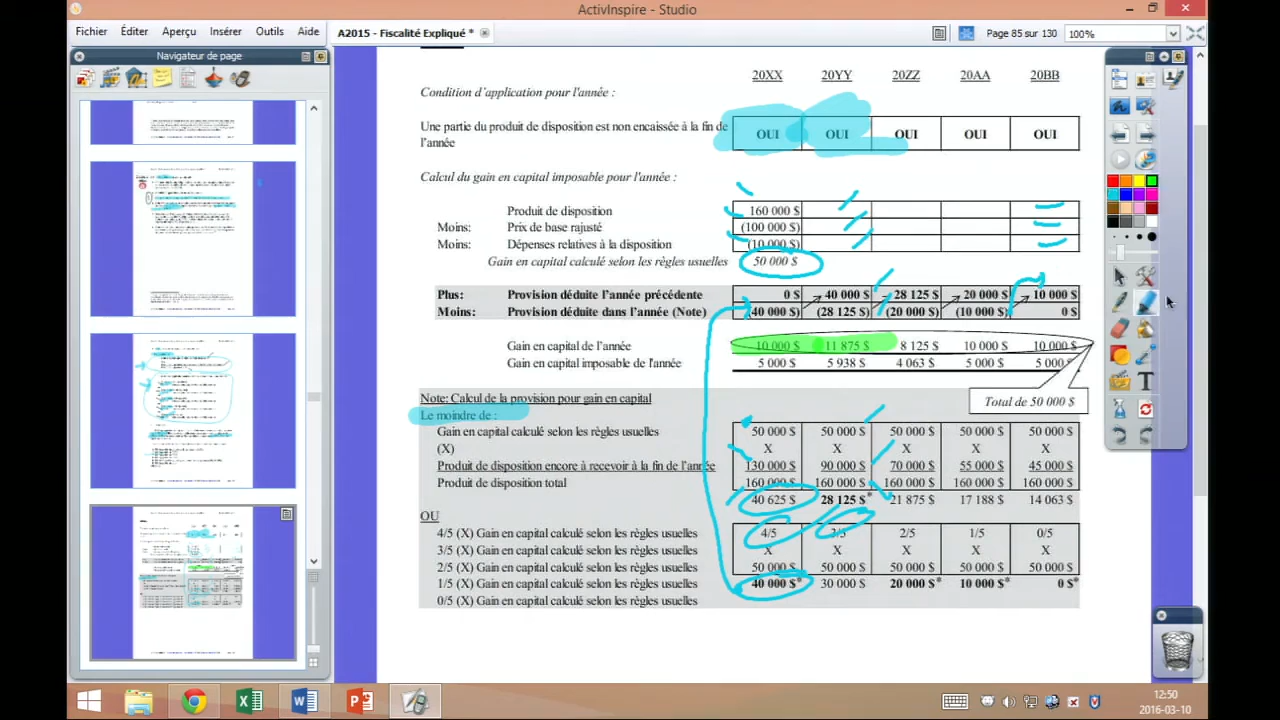 ActivInspire - Studio
Fichier Éditer Aperçu Insérer Outils Aide
A2015 – Fiscalité Expliqué *
Page 85 sur 130
100%
Navigateur de page
20XX 20YY 20ZZ 20AA 20BB
Condition d'application pour l'année :
Une partie du produit de disposition est non encaissée à la fin de l'année OUI OUI OUI OUI OUI
Calcul du gain en capital imposable pour l'année :
Produit de disposition 160 000 $
Moins: Prix de base rajusté (100 000 $)
Moins: Dépenses relatives à la disposition (10 000 $)
Gain en capital calculé selon les règles usuelles 50 000 $
Plus: Provision déduite l'année précédente 0 $ 40 000 $ 28 125 $ 20 000 $
Moins: Provision déduite dans l'année (Note) (40 000 $) (28 125 $) (20 000 $) (10 000 $) 0 $
Gain en capital de l'année 10 000 $ 11 875 $ 8 125 $ 10 000 $ 10 000 $
Gain en capital imposable de l'année 5 000 $ 5 938 $ 4 063 $
Note: Calcul de la provision pour gain en capital
Total de 50 000 $
Le moindre de :
Gain en capital calculé selon les règles usuelles 50 000 $ 50 000 $ 50 000 $ 50 000 $ 50 000 $
(X) X X X X X
Produit de disposition encore à recevoir à la fin de l'année 130 000 $ 90 000 $ 70 000 $ 55 000 $ 45 000 $
Produit de disposition total 160 000 $ 160 000 $ 160 000 $ 160 000 $ 160 000 $
40 625 $ 28 125 $* 21 875 $ 17 188 $ 14 063 $
OU
4/5 (X) Gain en capital calculé selon les règles usuelles 4/5 3/5 2/5 1/5 0/5
3/5 (X) Gain en capital calculé selon les règles usuelles X X X X X
2/5 (X) Gain en capital calculé selon les règles usuelles 50 000 $ 50 000 $ 50 000 $ 50 000 $ 50 000 $
1/5 (X) Gain en capital calculé selon les règles usuelles 40 000 $* 30 000 $ 20 000 $* 10 000 $* 0 $*
0/5 (X) Gain en capital calculé selon les règles usuelles
12:50
2016-03-10